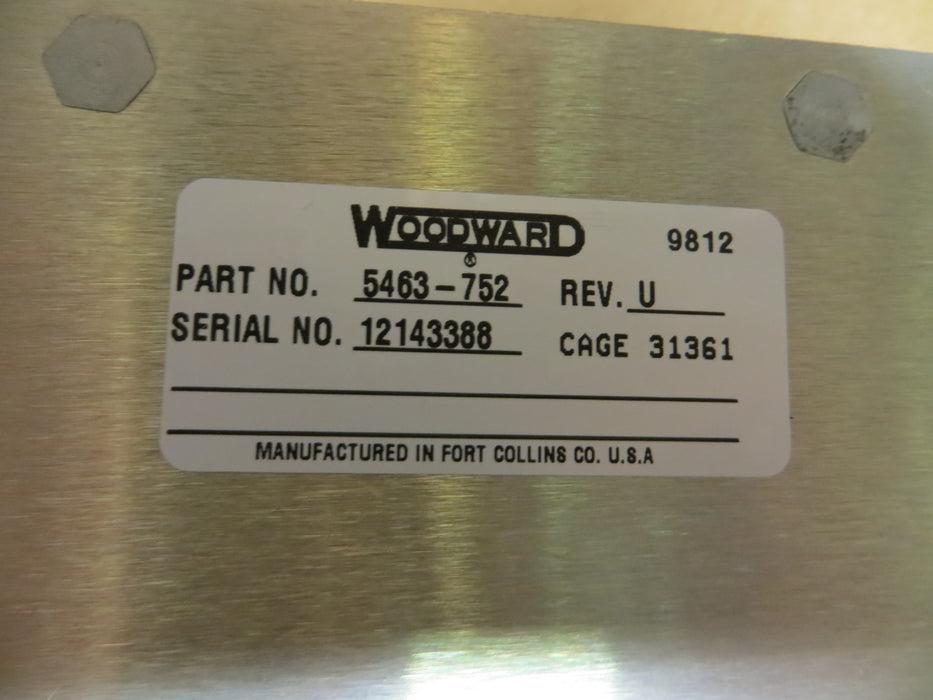 WOODWARD 9812
®
PART NO. 5463-752 REV. U
SERIAL NO. 12143388 CAGE 31361
MANUFACTURED IN FORT COLLINS CO. U.S.A